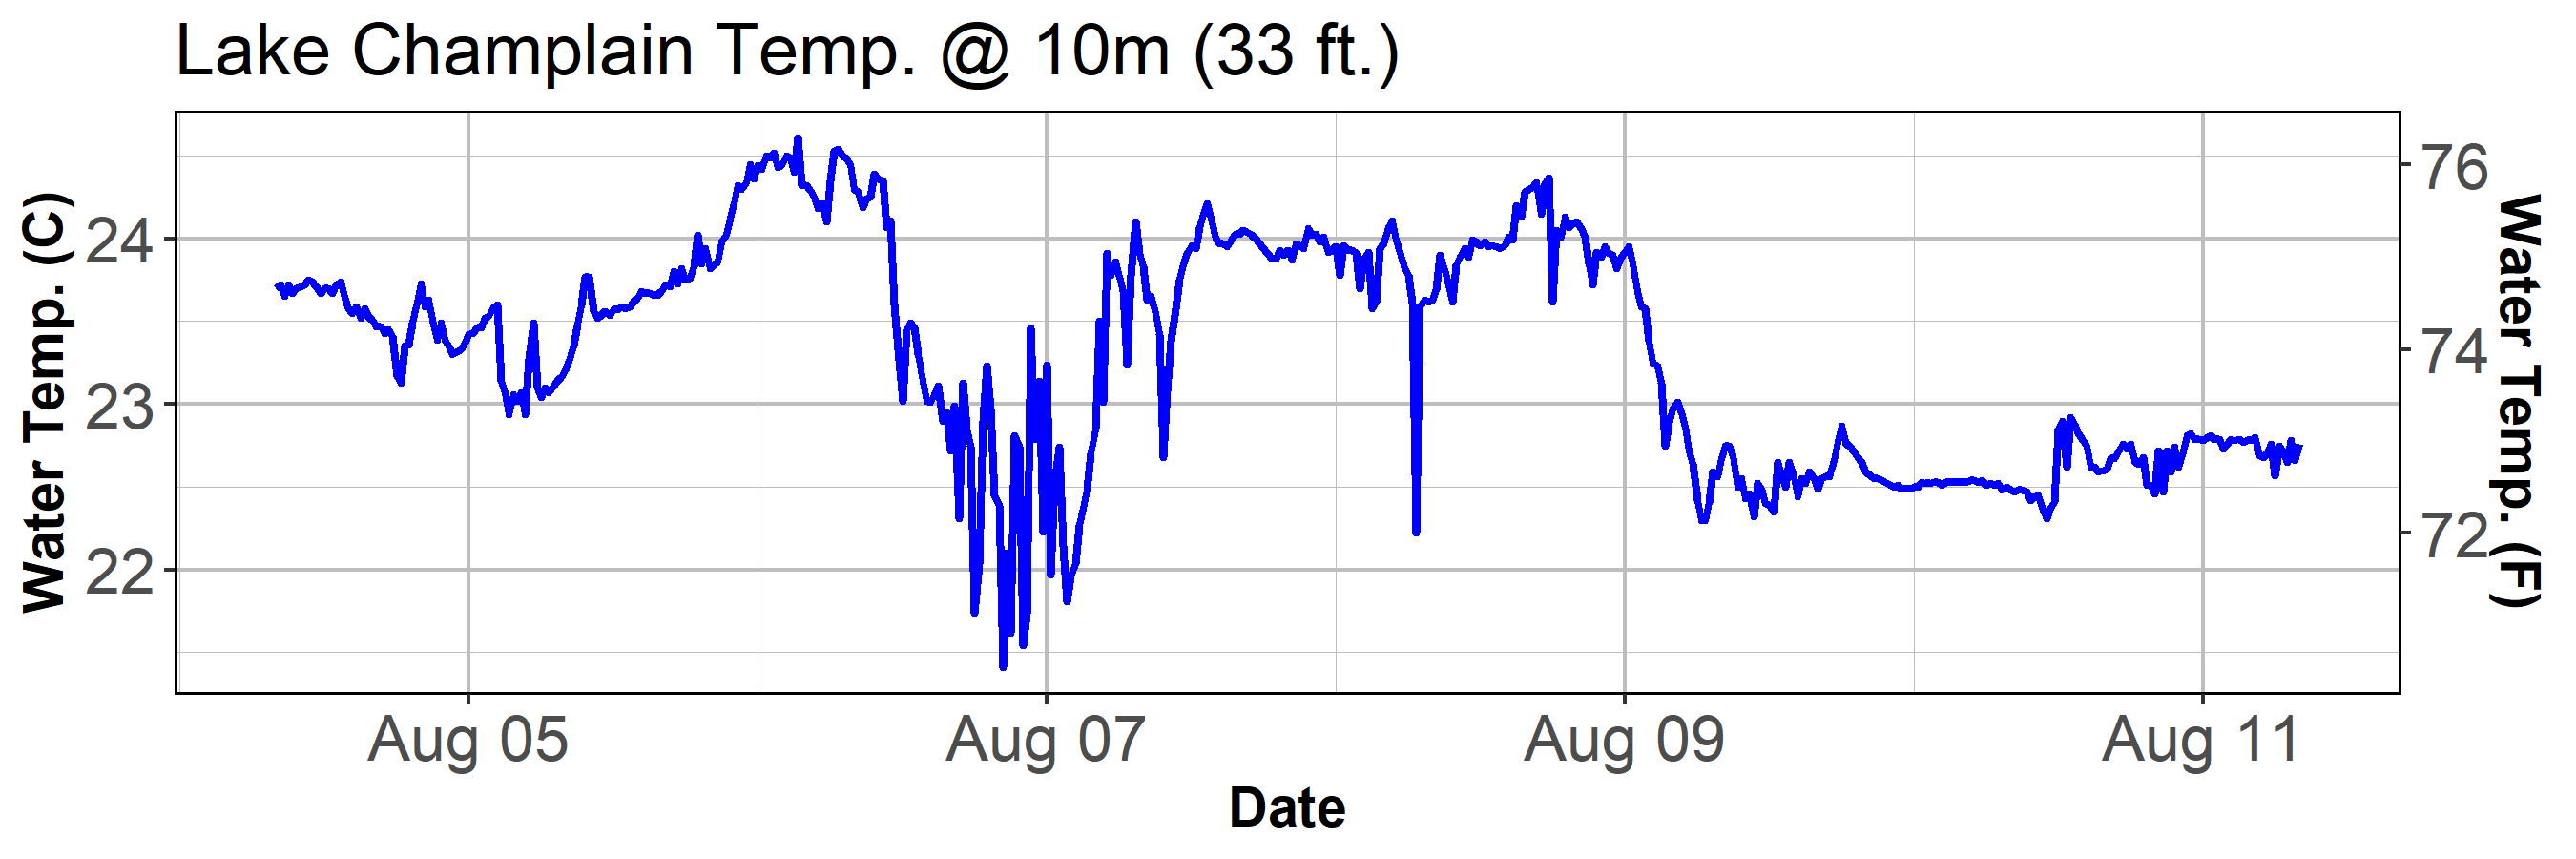 Lake Champlain Temp. @ 10m (33 ft.)
Water Temp. (C)
24
23
22
76
74
72
Water Temp. (F)
Aug 05
Aug 07
Aug 09
Aug 11
Date